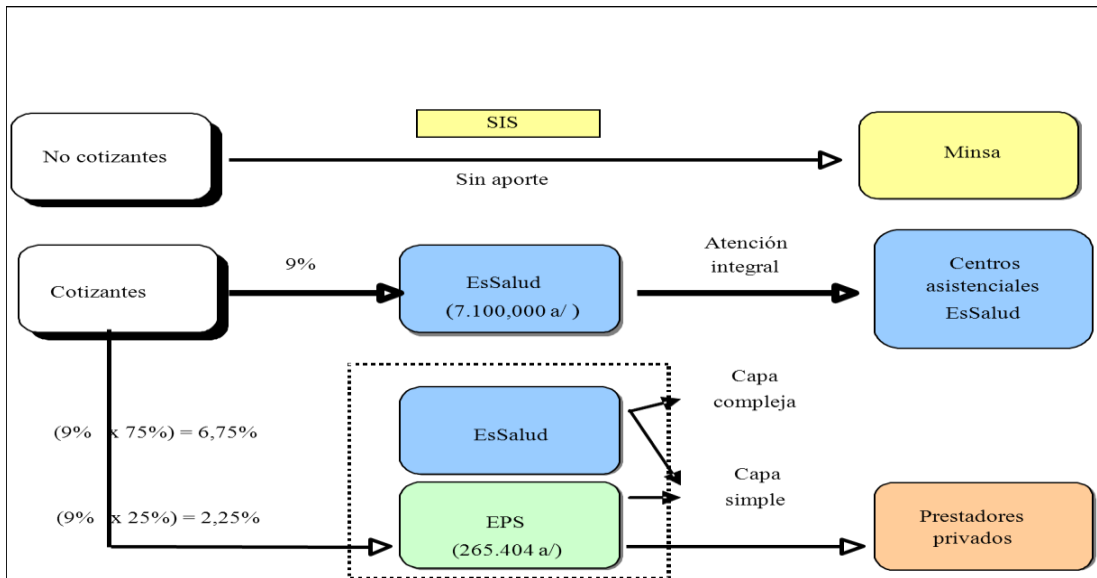 SIS
No cotizantes
Sin aporte
Minsa
Cotizantes
9%
EsSalud
(7.100,000 a/ )
Atención
integral
Centros
asistenciales
EsSalud
(9%   x 75%) = 6,75%
EsSalud
Capa
compleja
(9%   x 25%) = 2,25%
EPS
(265.404 a/)
Capa
simple
Prestadores
privados